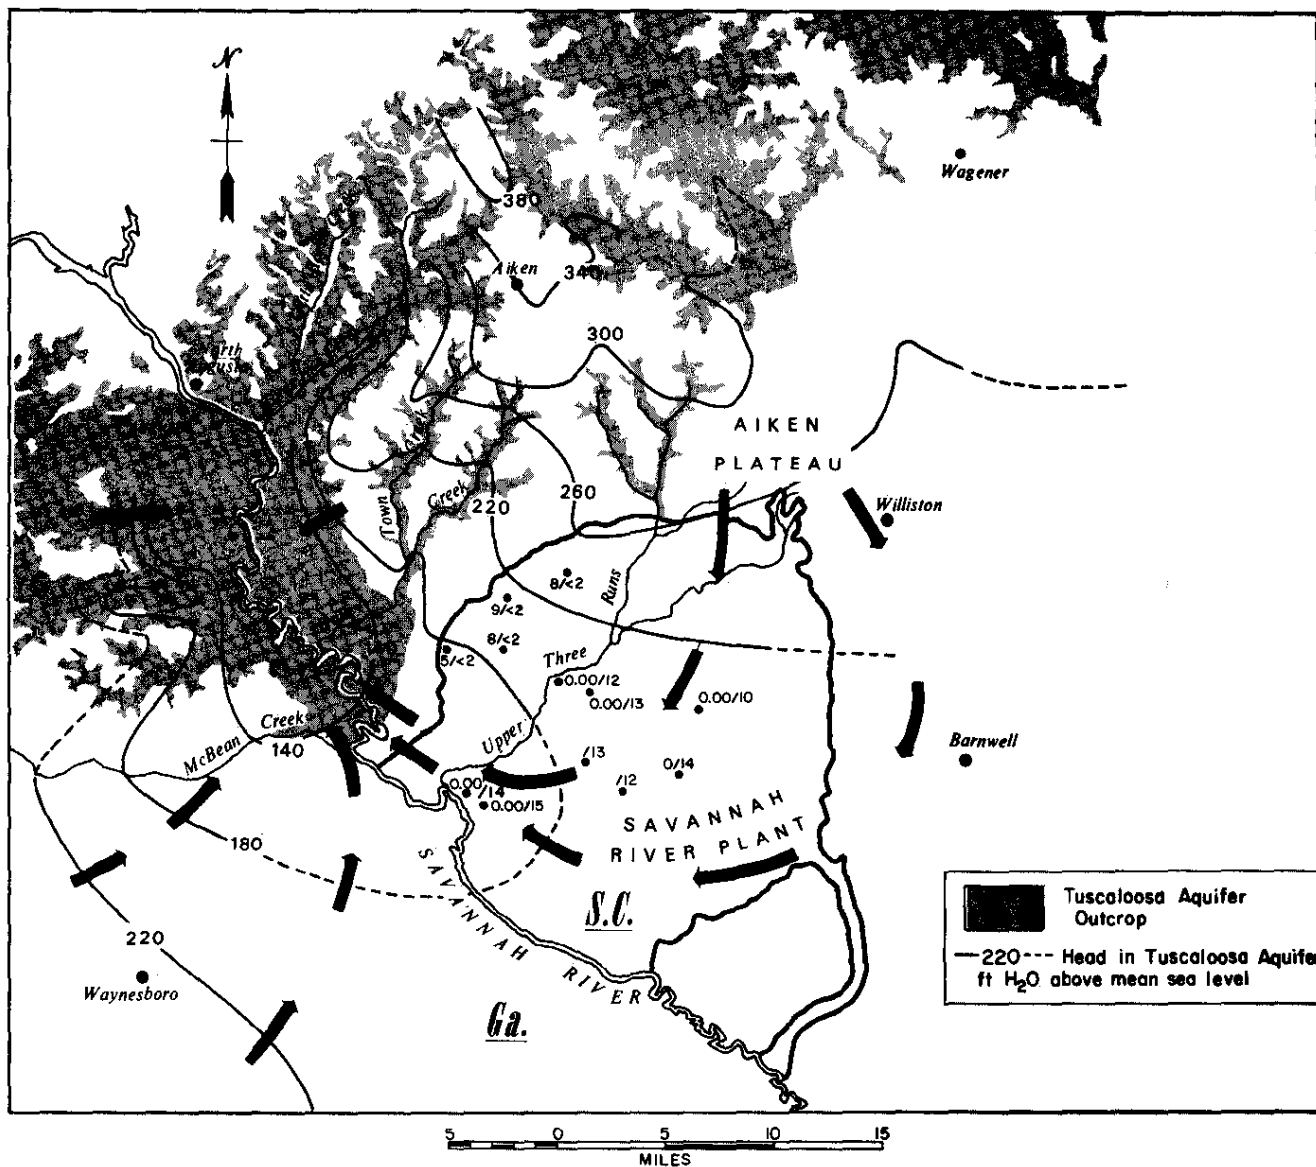 N
Wagener
380
Aiken
340
300
North
Augusta
AIKEN
PLATEAU
Creek
Town
Creek
220
260
Williston
8/<2
Runs
9/<2
8/<2
5/<2
Three
0.00/12
0.00/13
0.00/10
Creek
McBean
140
Upper
Barnwell
/13
0/14
/12
0.00
/14
0.00/15
SAVANNAH
RIVER PLANT
180
SAVANNAH RIVER
S.C.
220
Waynesboro
Ga.
Tuscaloosa Aquifer
Outcrop
220 Head in Tuscaloosa Aquifer
ft H2O above mean sea level
5 0 5 10 15
MILES